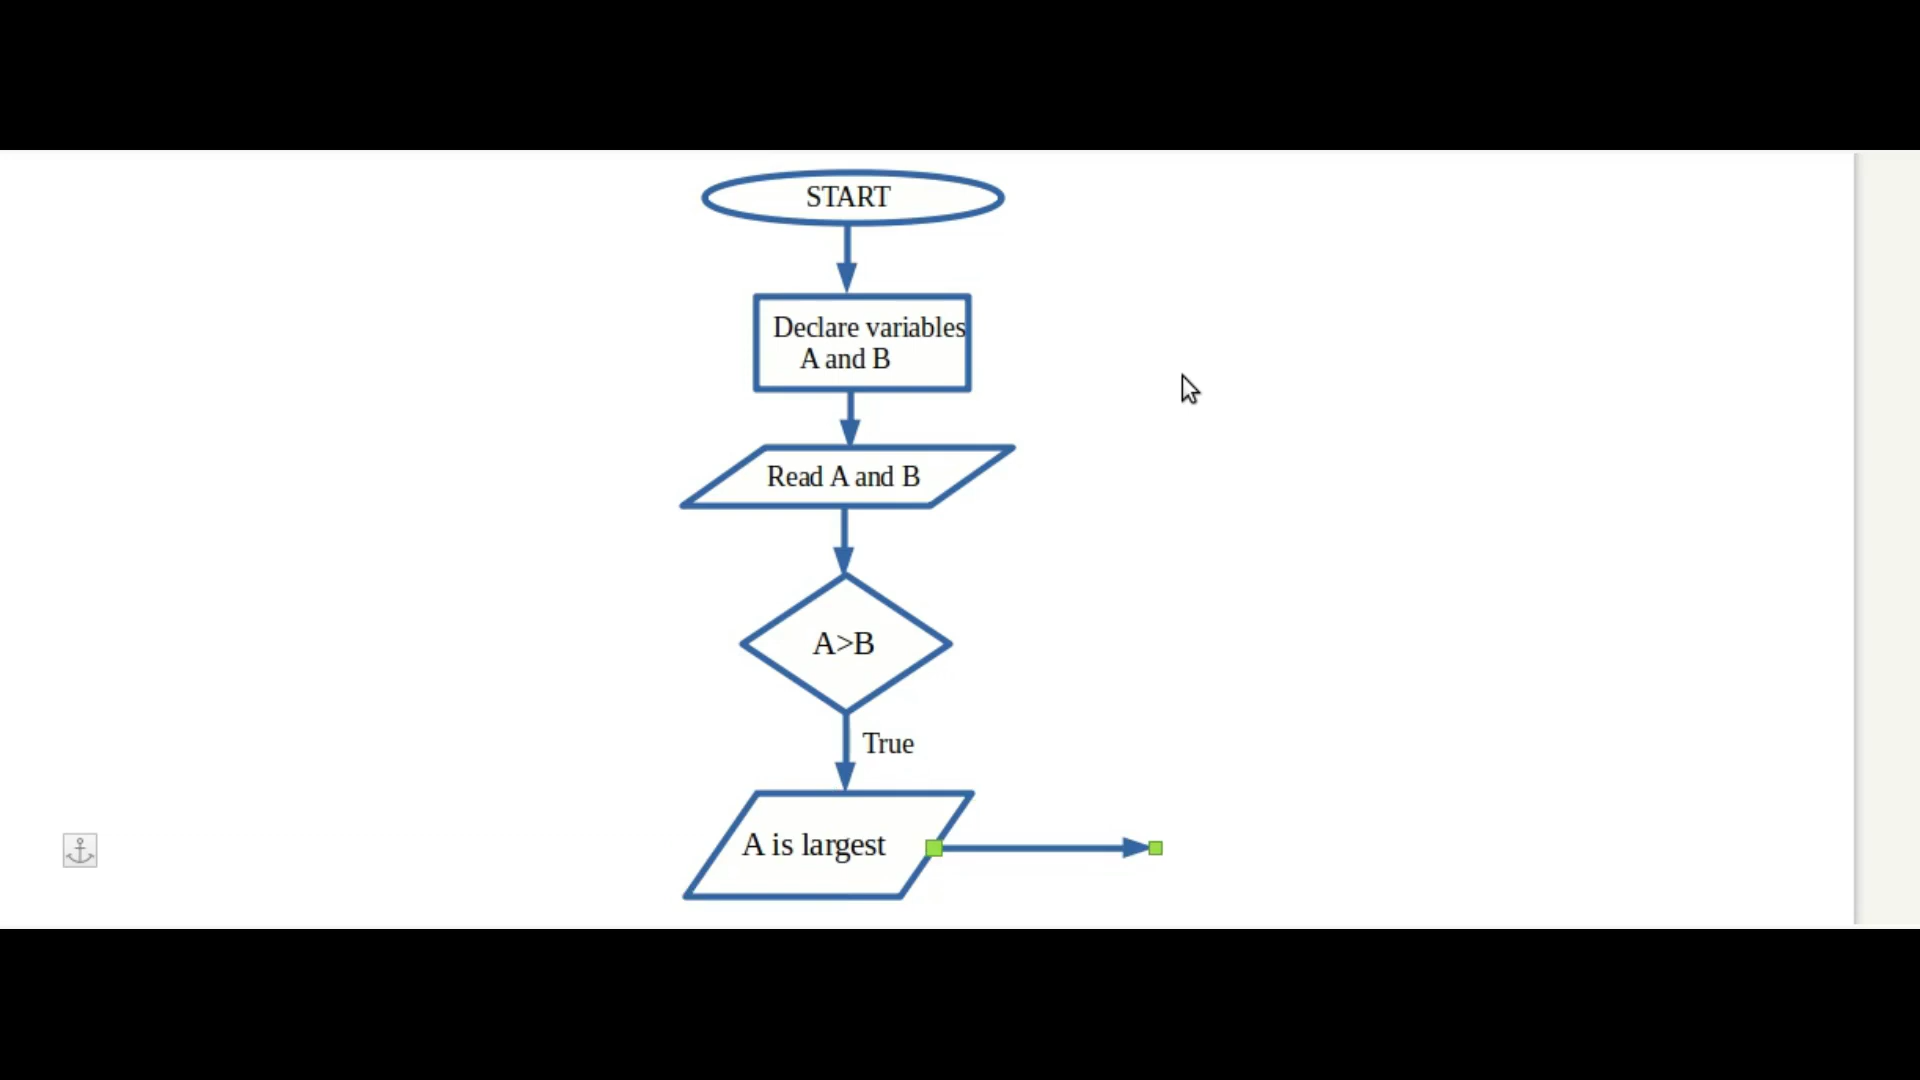 START
Declare variables
A and B
Read A and B
A>B
True
A is largest